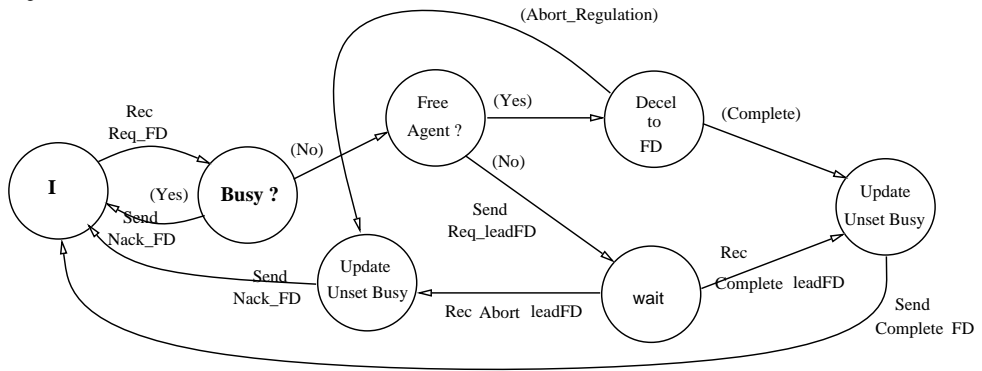 (Abort_Regulation)
Free
Agent ?
(Yes)
Decel
to
FD
(Complete)
Rec
Req_FD
(No)
I
(Yes)
Busy ?
Send
Nack_FD
(No)
Update
Unset Busy
Send
Req_leadFD
Update
Unset Busy
Send
Nack_FD
wait
Rec
Complete leadFD
Rec Abort leadFD
Send
Complete FD